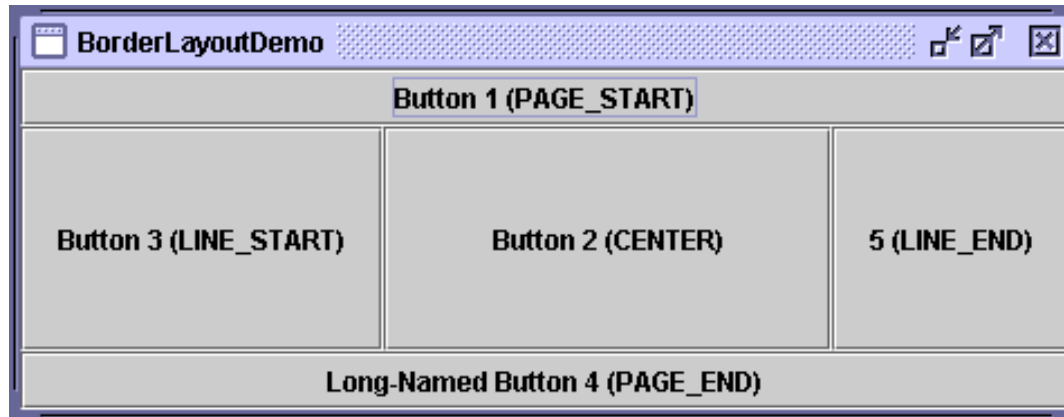 BorderLayoutDemo
Button 1 (PAGE_START)
Button 3 (LINE_START)
Button 2 (CENTER)
5 (LINE_END)
Long-Named Button 4 (PAGE_END)